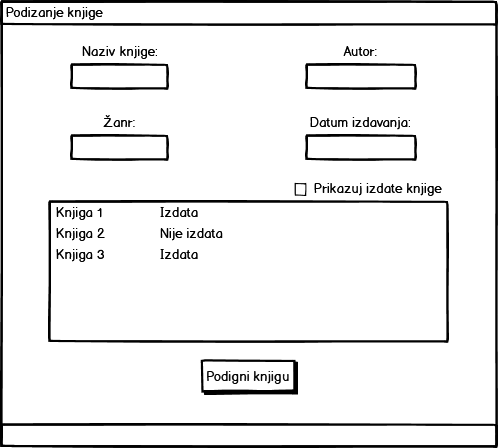 Podizanje knjige
Naziv knjige:
Autor:
Žanr:
Datum izdavanja:
Prikazuj izdate knjige
Knjiga 1 Izdata
Knjiga 2 Nije izdata
Knjiga 3 Izdata
Podigni knjigu